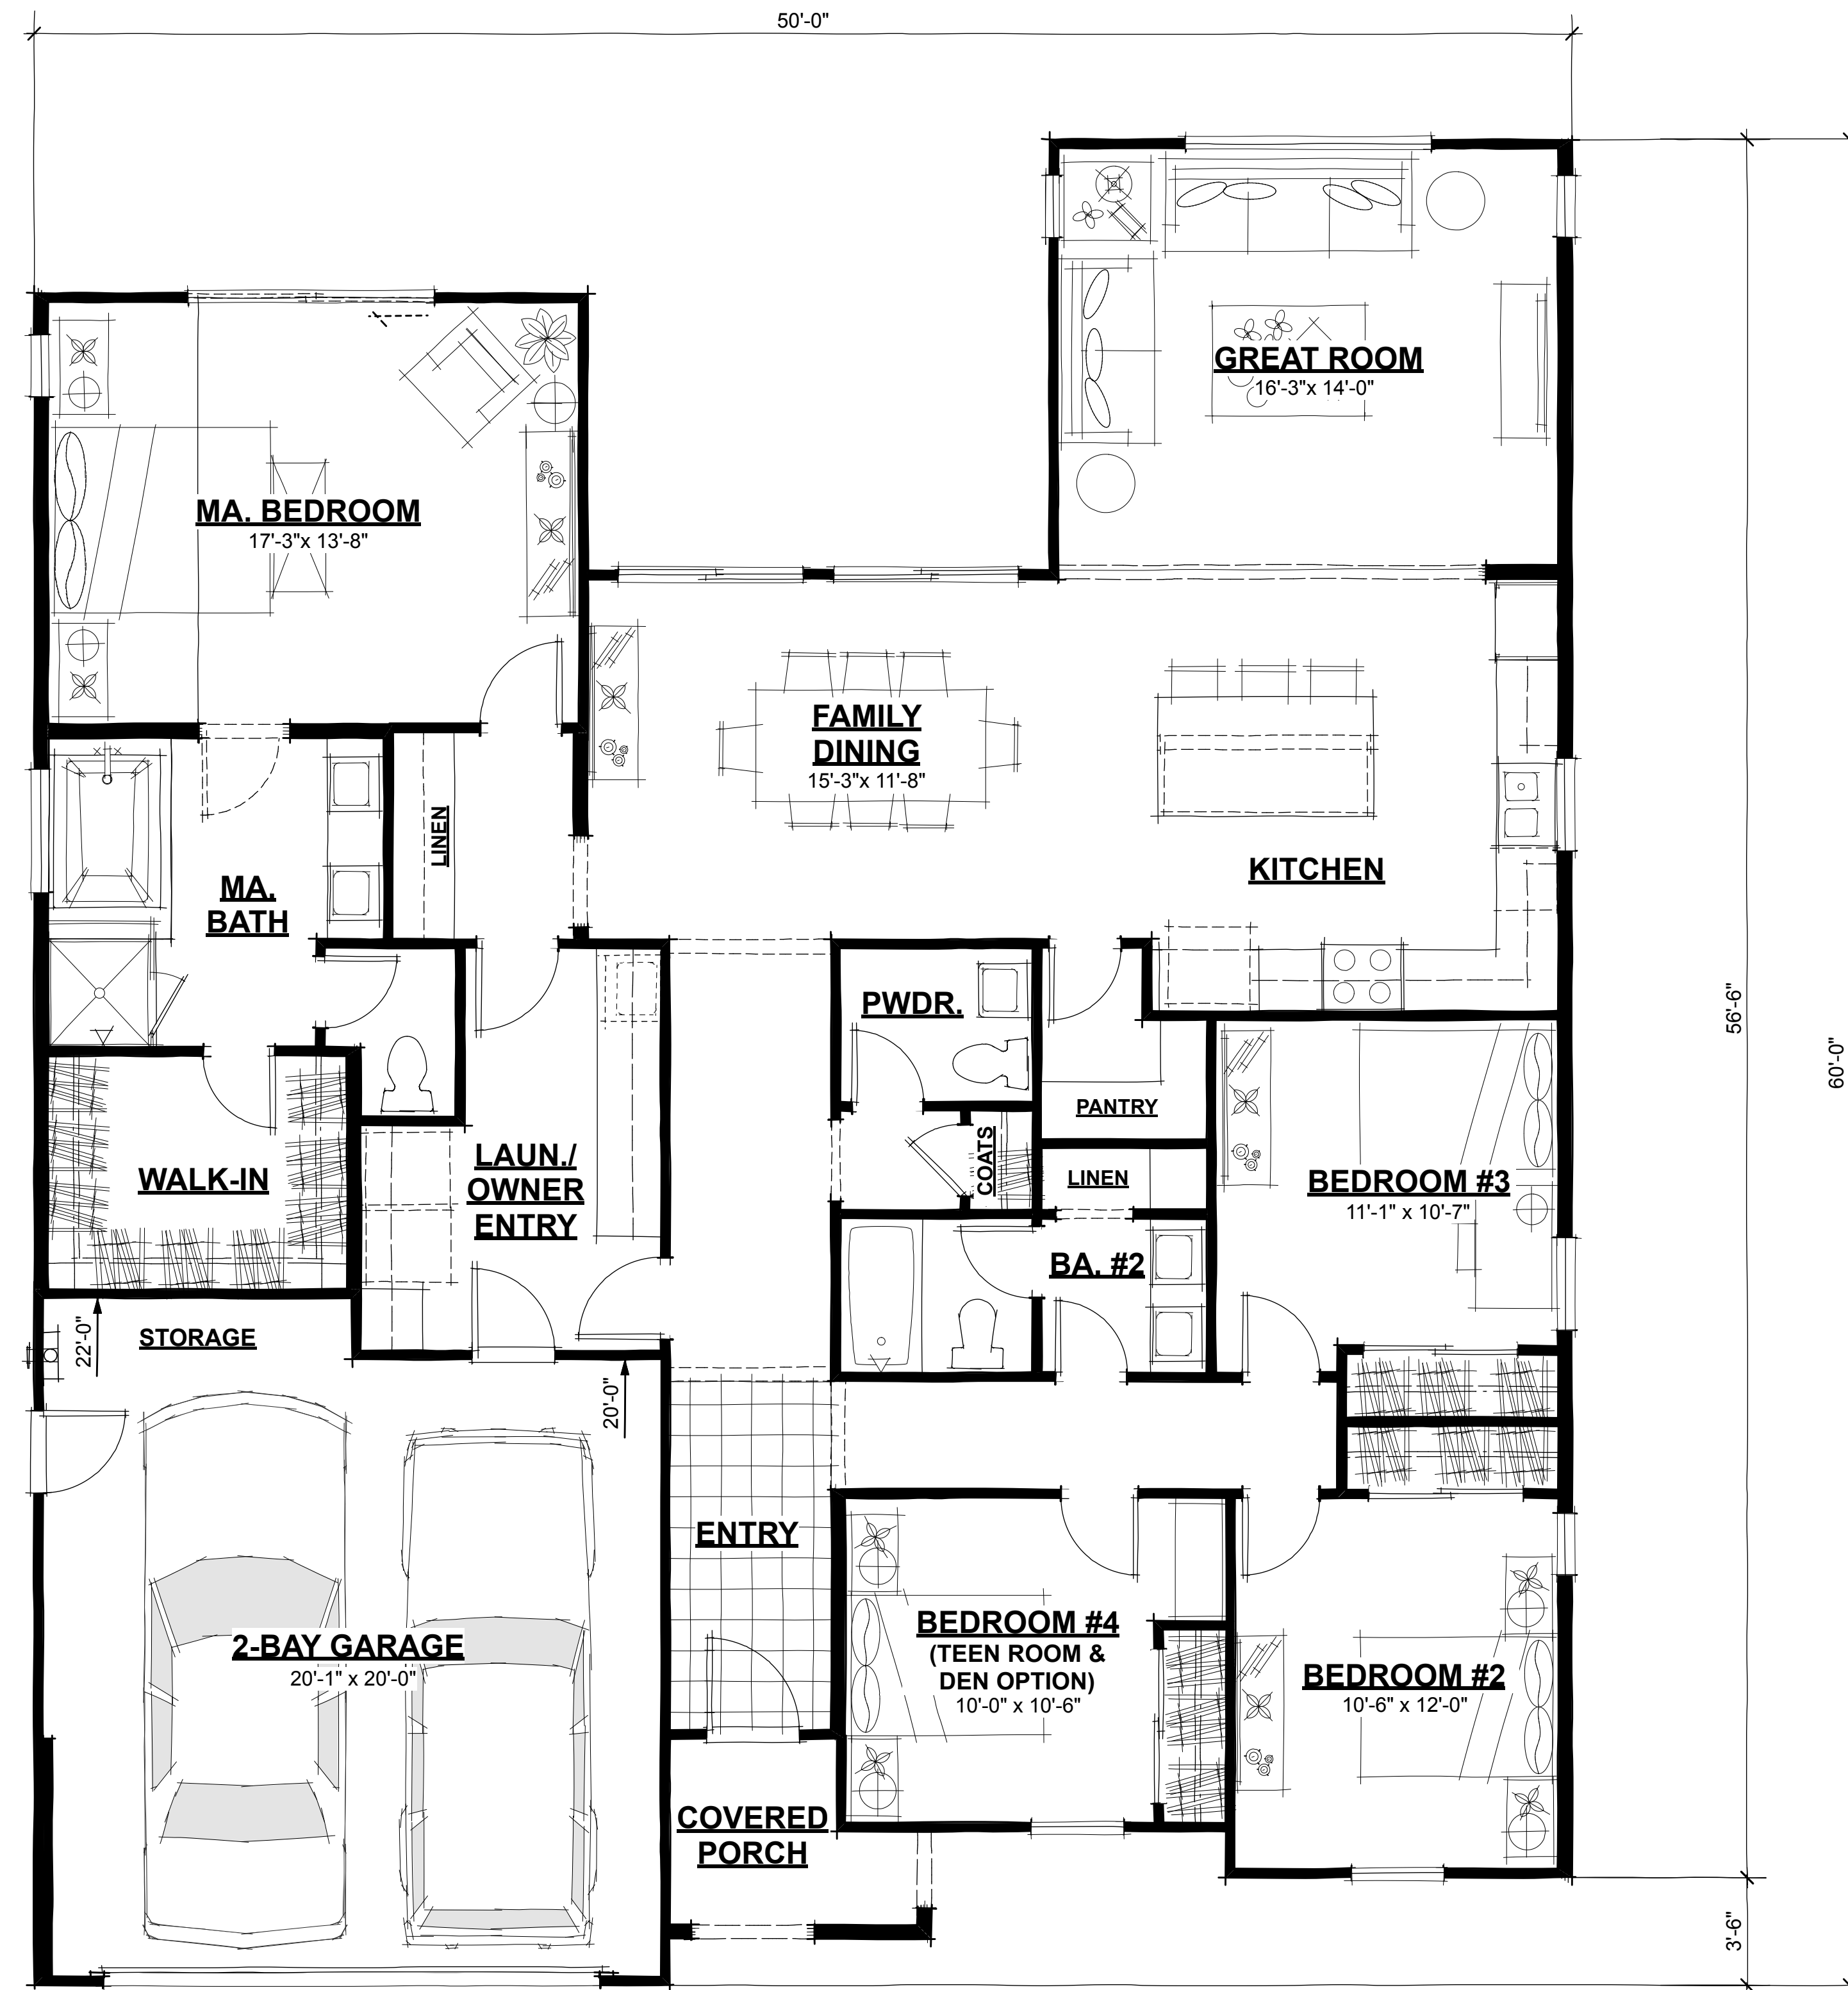 50'-0"
GREAT ROOM
16'-3"x 14'-0"
MA. BEDROOM
17'-3"x 13'-8"
FAMILY
DINING
15'-3"x 11'-8"
LINEN
KITCHEN
MA.
BATH
PWDR.
56'-6"
60'-0"
PANTRY
COATS
LINEN
WALK-IN
LAUN./
OWNER
ENTRY
BEDROOM #3
11'-1" x 10'-7"
BA. #2
STORAGE
22'-0"
20'-0"
ENTRY
2-BAY GARAGE
20'-1" x 20'-0"
BEDROOM #4
(TEEN ROOM &
DEN OPTION)
10'-0" x 10'-6"
BEDROOM #2
10'-6" x 12'-0"
COVERED
PORCH
3'-6"